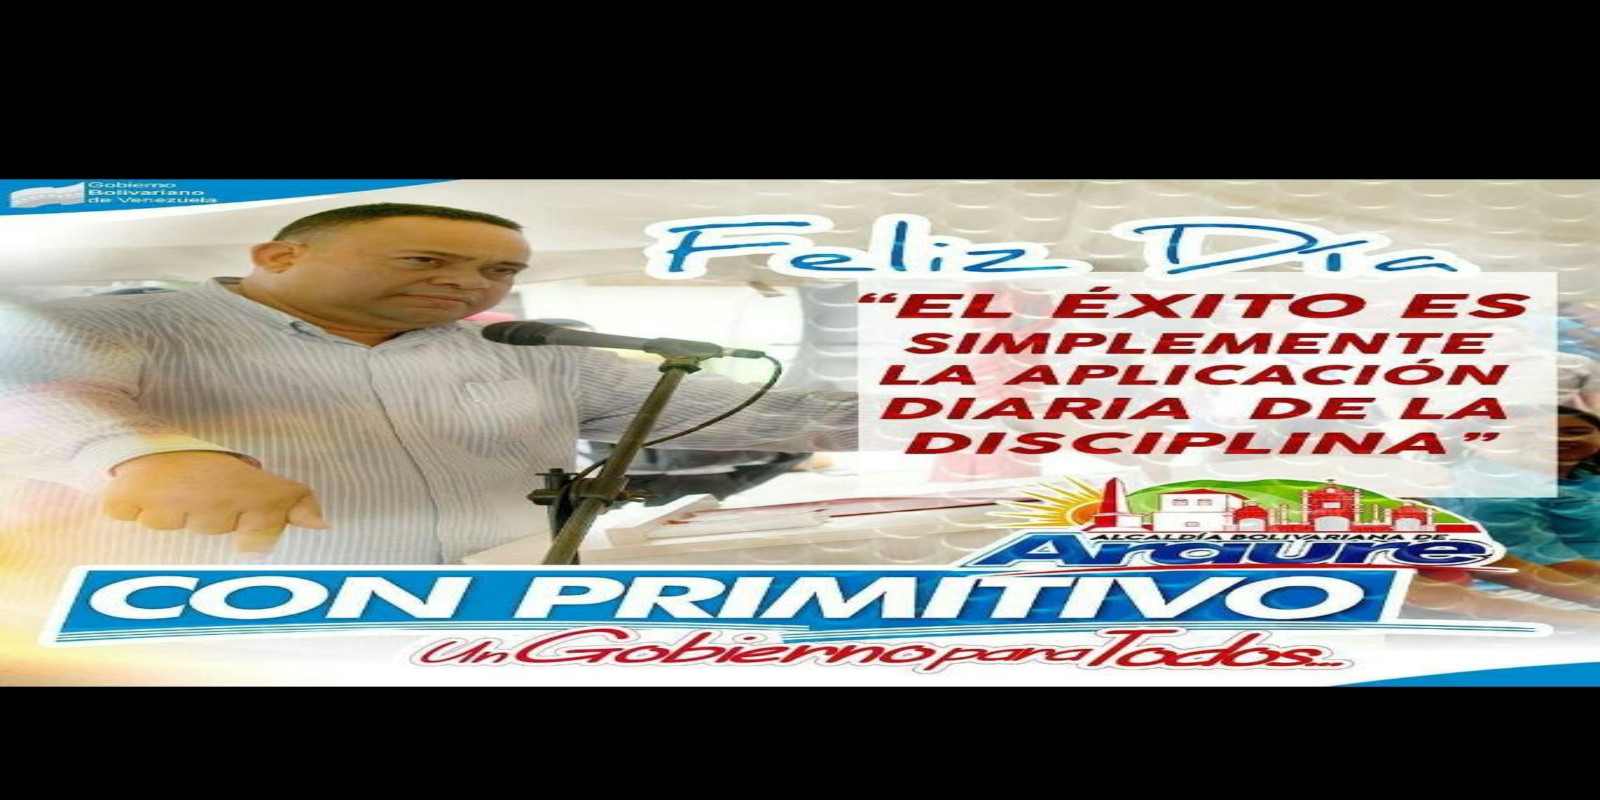 Gobierno
Bolivariano
de Venezuela
Feliz Día
“EL ÉXITO ES
SIMPLEMENTE
LA APLICACIÓN
DIARIA DE LA
DISCIPLINA”
ALCALDÍA BOLIVARIANA DE
Araure
CON PRIMITIVO
Un Gobierno para Todos...